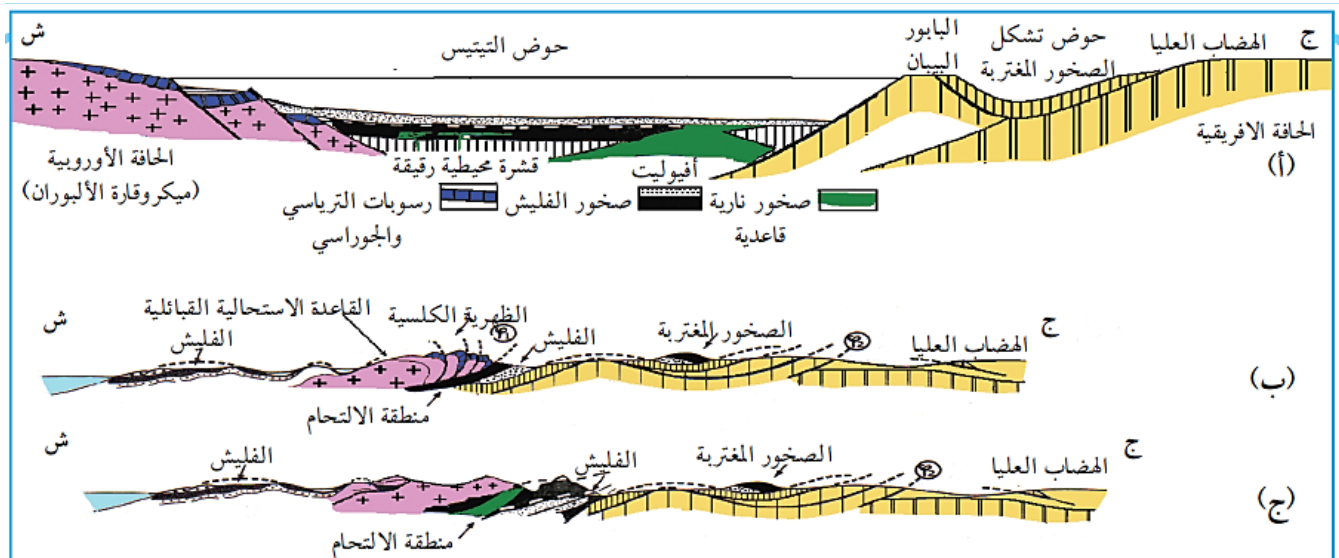 ش
حوض التيتيس
البابور
البيبان
حوض تشكل
الصخور المغتربة
الهضاب العليا
ج
الحافة الافريقية
(أ)
الحافة الأوروبية
(ميكروقارة الألبوران)
قشرة محيطية رقيقة
أفيوليت
صخور نارية
قاعدية
صخور الفليش
رسوبات الترياسي
والجوراسي
ش
القاعدة الاستحالية القبائلية
الظهرية الكلسية
الفليش
الفليش
الصخور المغتربة
ج
الهضاب العليا
منطقة الالتحام
(ب)
ش
الفليش
الفليش
الصخور المغتربة
ج
الهضاب العليا
منطقة الالتحام
(ج)